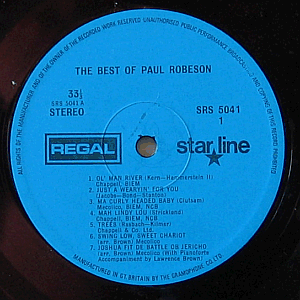 ALL RIGHTS OF THE MANUFACTURER AND OF THE OWNER OF THE RECORDED WORK RESERVED UNAUTHORISED PUBLIC PERFORMANCE BROADCASTING AND COPYING OF THIS RECORD PROHIBITED
THE BEST OF PAUL ROBESON
33⅓
SRS 5041 A
STEREO
SRS 5041
1
REGAL
star line
1. OL' MAN RIVER (Kern-Hammerstein II)
Chappell, BIEM.
2. JUST A-WEARYIN' FOR YOU
(Jacobs-Bond-Stanton)
3. MA CURLY HEADED BABY (Clutsam)
Mecolico, BIEM, NCB
4. MAH LINDY LOU (Strickland)
Chappell, BIEM, NCB
5. TREES (Rasbach-Kilmer)
Chappell & Co. Ltd.
6. SWING LOW, SWEET CHARIOT
(arr. Brown) Mecolico
7. JOSHUA FIT DE BATTLE OB JERICHO
(arr. Brown) Mecolico (With Pianoforte
Accompaniment by Lawrence Brown)
MANUFACTURED IN GT. BRITAIN BY THE GRAMOPHONE CO LTD.